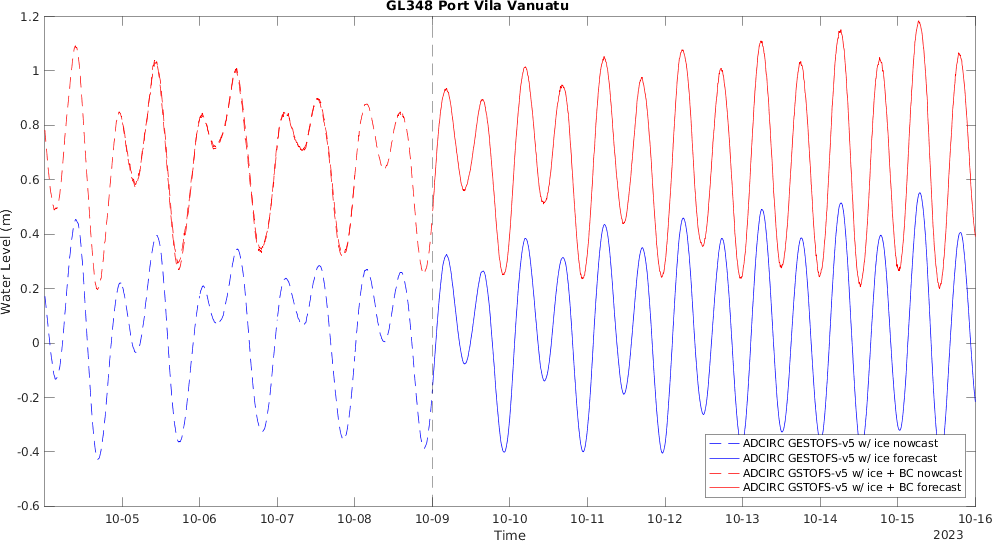 GL348 Port Vila Vanuatu
1.2
1
0.8
0.6
0.4
0.2
0
-0.2
-0.4
-0.6
Water Level (m)
ADCIRC GESTOFS-v5 w/ ice nowcast
ADCIRC GESTOFS-v5 w/ ice forecast
ADCIRC GSTOFS-v5 w/ ice + BC nowcast
ADCIRC GSTOFS-v5 w/ ice + BC forecast
10-05 10-06 10-07 10-08 10-09 10-10 10-11 10-12 10-13 10-14 10-15 10-16
Time
2023